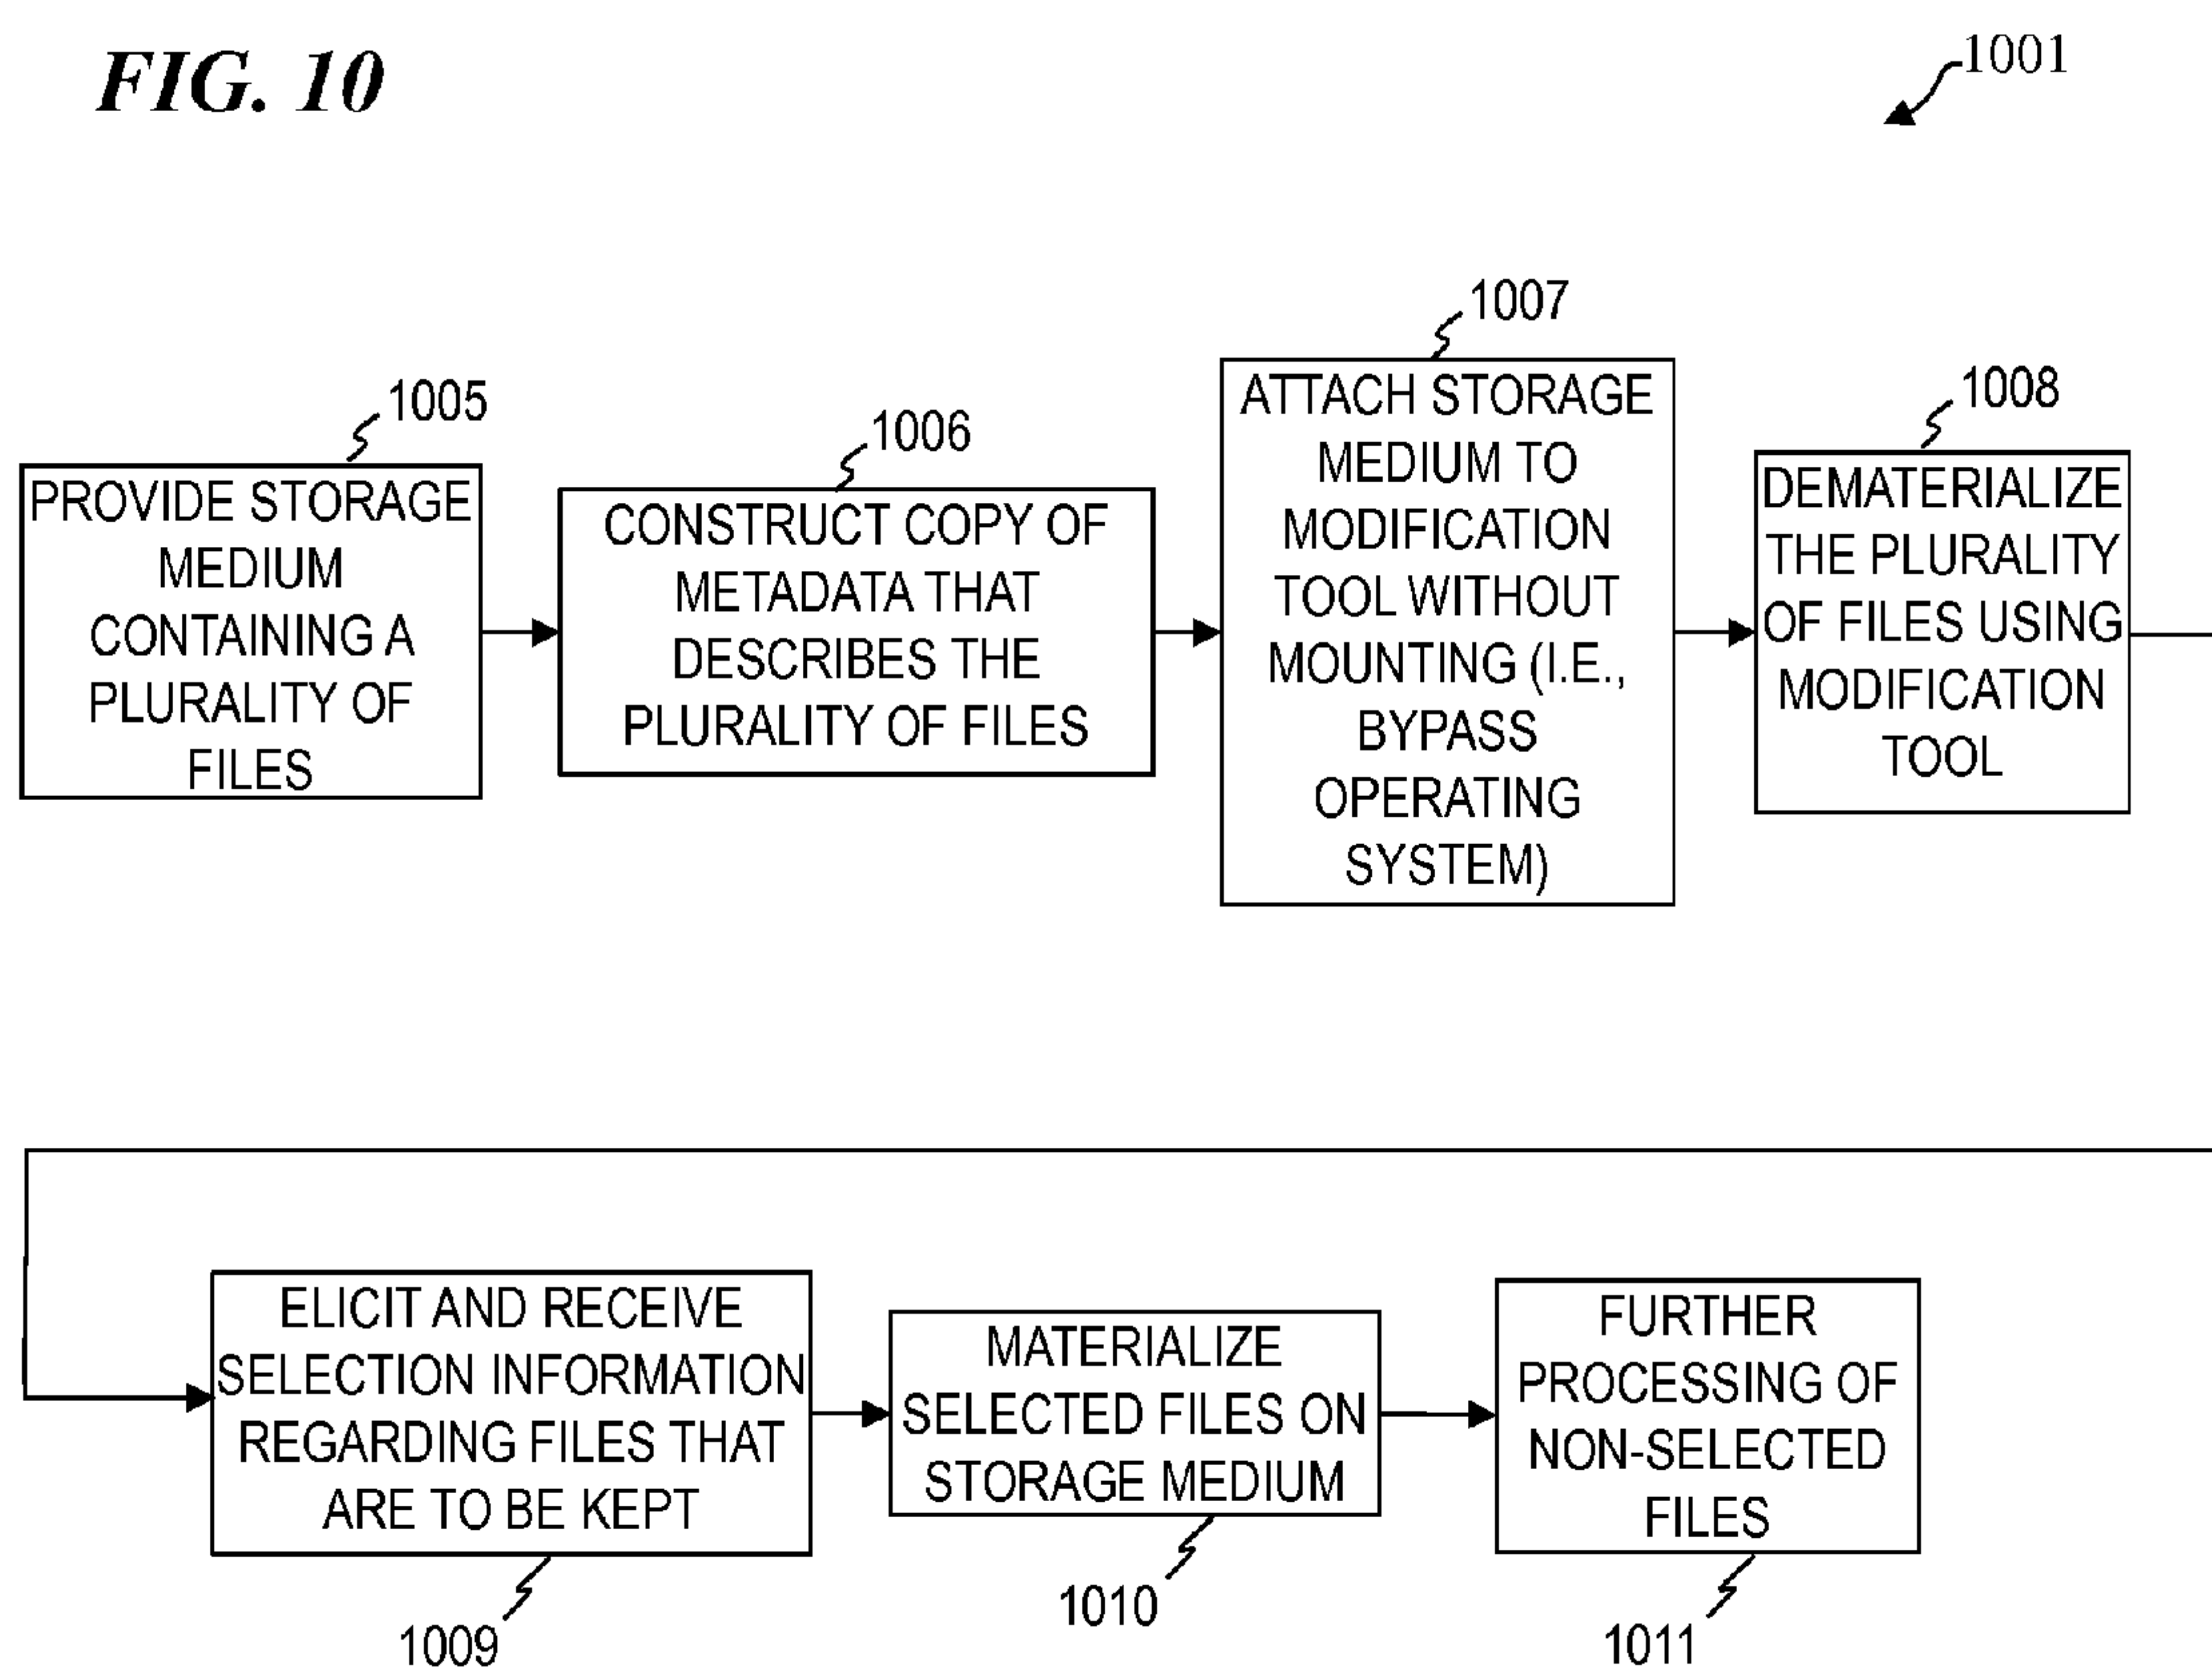 FIG. 10
1001
1005
PROVIDE STORAGE
MEDIUM
CONTAINING A
PLURALITY OF
FILES
1006
CONSTRUCT COPY OF
METADATA THAT
DESCRIBES THE
PLURALITY OF FILES
1007
ATTACH STORAGE
MEDIUM TO
MODIFICATION
TOOL WITHOUT
MOUNTING (I.E.,
BYPASS
OPERATING
SYSTEM)
1008
DEMATERIALIZE
THE PLURALITY
OF FILES USING
MODIFICATION
TOOL
ELICIT AND RECEIVE
SELECTION INFORMATION
REGARDING FILES THAT
ARE TO BE KEPT
1009
MATERIALIZE
SELECTED FILES ON
STORAGE MEDIUM
1010
FURTHER
PROCESSING OF
NON-SELECTED
FILES
1011